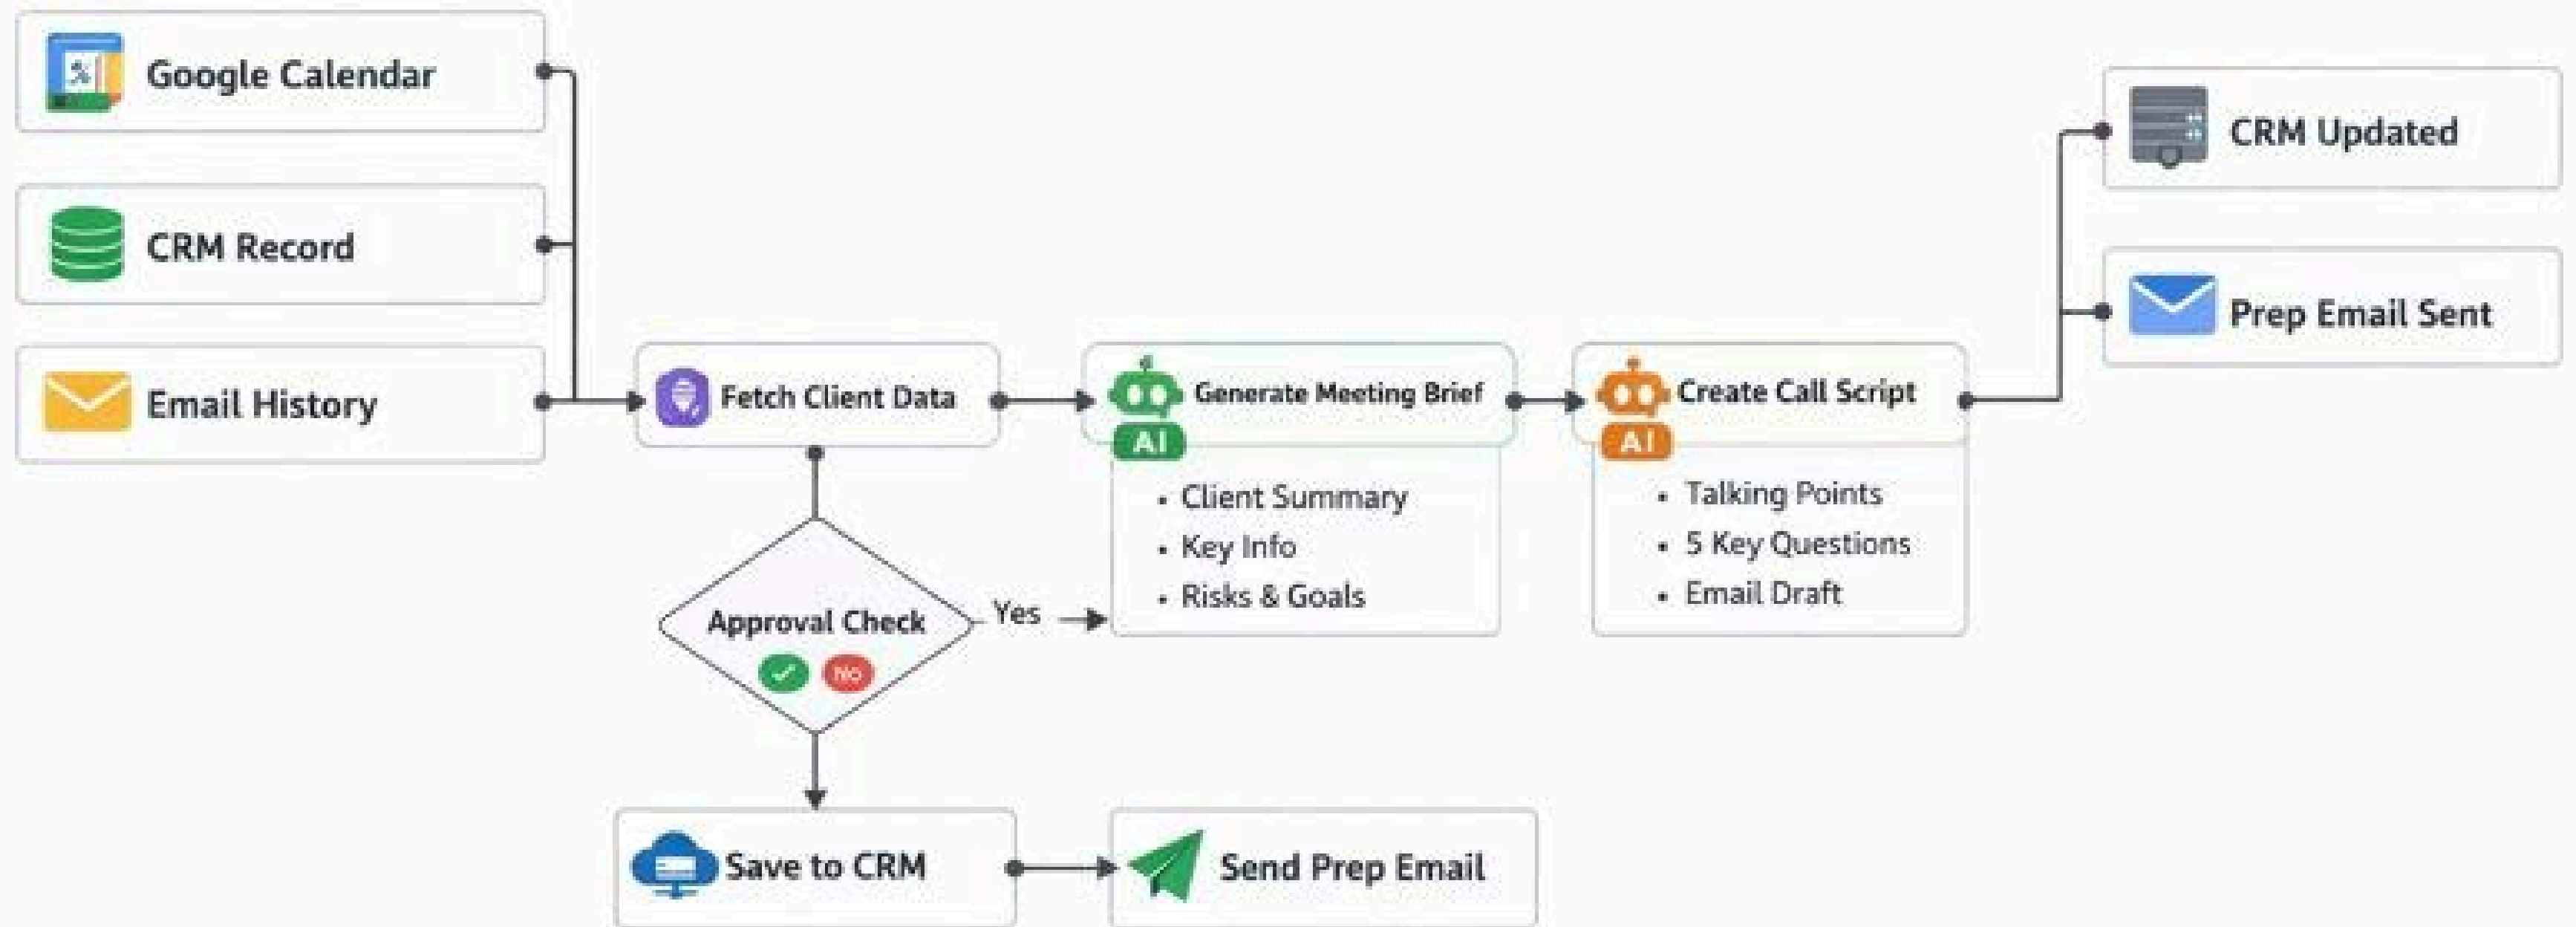 Google Calendar
CRM Record
Email History
Fetch Client Data
Generate Meeting Brief
AI
• Client Summary
• Key Info
• Risks & Goals
Create Call Script
AI
• Talking Points
• 5 Key Questions
• Email Draft
CRM Updated
Prep Email Sent
Approval Check
NO
Yes
Save to CRM
Send Prep Email